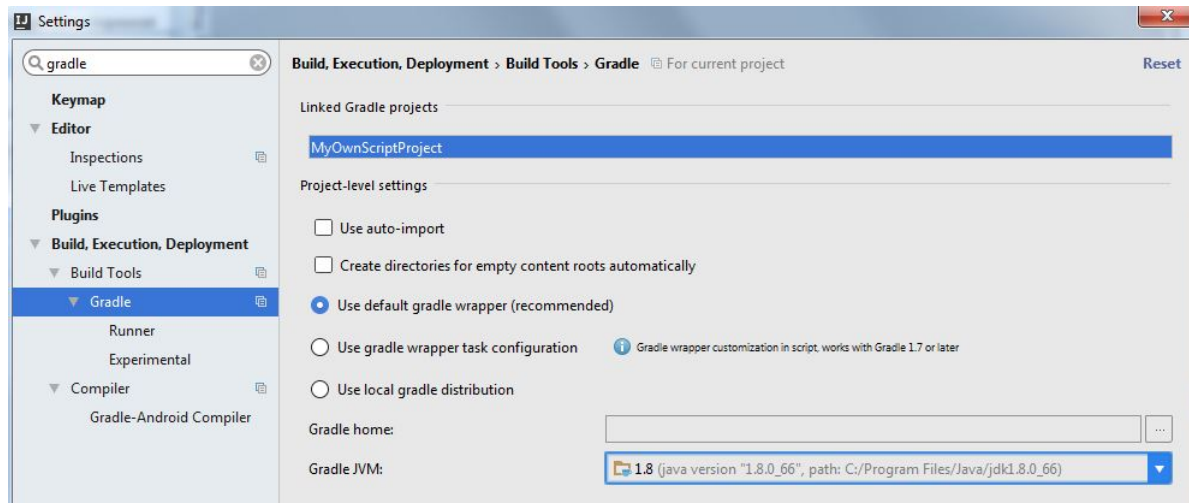 Settings
gradle
Keymap
Editor
Inspections
Live Templates
Plugins
Build, Execution, Deployment
Build Tools
Gradle
Runner
Experimental
Compiler
Gradle-Android Compiler
Build, Execution, Deployment › Build Tools › Gradle For current project Reset
Linked Gradle projects
MyOwnScriptProject
Project-level settings
Use auto-import
Create directories for empty content roots automatically
Use default gradle wrapper (recommended)
Use gradle wrapper task configuration Gradle wrapper customization in script, works with Gradle 1.7 or later
Use local gradle distribution
Gradle home: ...
Gradle JVM: 1.8 (java version "1.8.0_66", path: C:/Program Files/Java/jdk1.8.0_66)